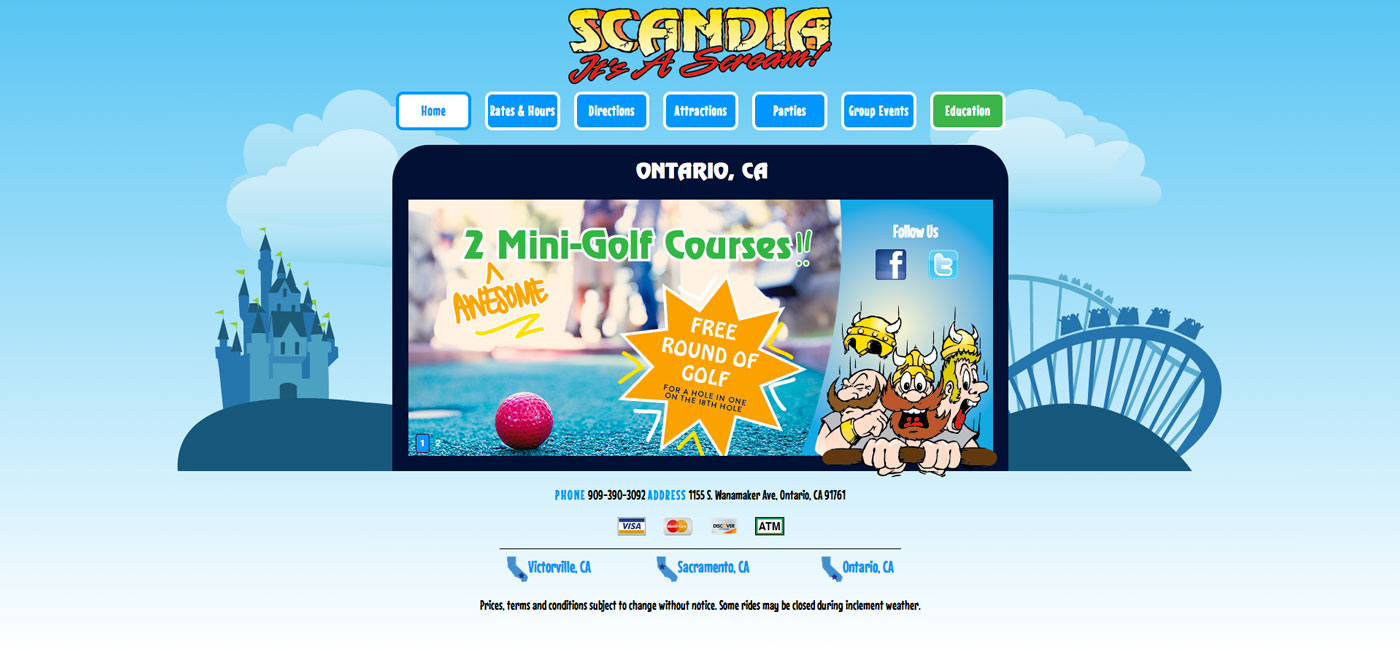 SCANDIA
It's A Scream!
Home
Rates & Hours
Directions
Attractions
Parties
Group Events
Education
ONTARIO, CA
2 Mini-Golf Courses!!
AWESOME
FREE
ROUND OF
GOLF
FOR A HOLE IN ONE
ON THE 18TH HOLE
1 2
Follow Us
f t
PHONE 909-390-3092 ADDRESS 1155 S. Wanamaker Ave, Ontario, CA 91761
VISA MasterCard DISCOVER ATM
Victorville, CA
Sacramento, CA
Ontario, CA
Prices, terms and conditions subject to change without notice. Some rides may be closed during inclement weather.